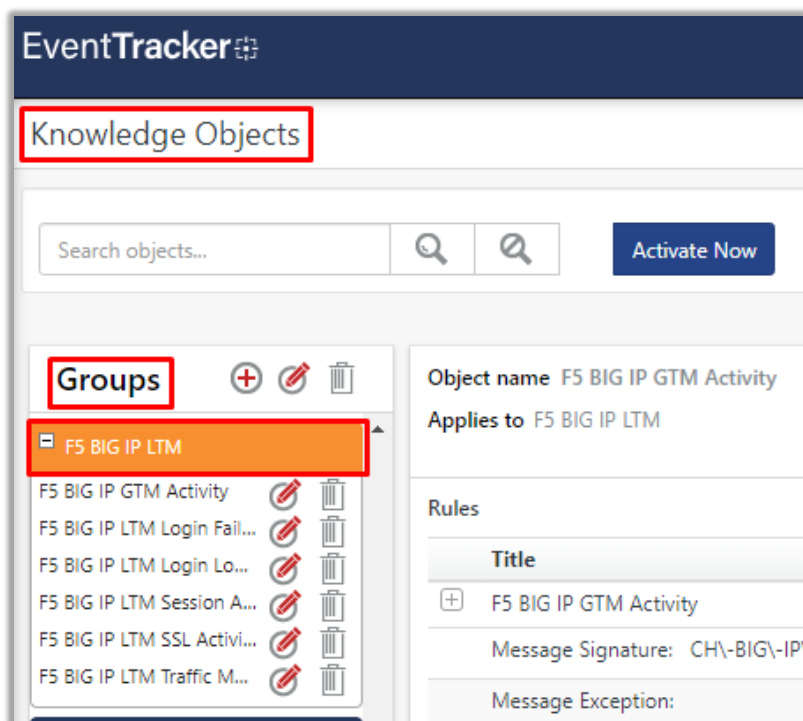 EventTracker
Knowledge Objects
Search objects...
Activate Now
Groups
F5 BIG IP LTM
F5 BIG IP GTM Activity
F5 BIG IP LTM Login Fail...
F5 BIG IP LTM Login Lo...
F5 BIG IP LTM Session A...
F5 BIG IP LTM SSL Activi...
F5 BIG IP LTM Traffic M...
Object name F5 BIG IP GTM Activity
Applies to F5 BIG IP LTM
Rules
Title
F5 BIG IP GTM Activity
Message Signature: CH\-BIG\-IP\
Message Exception: